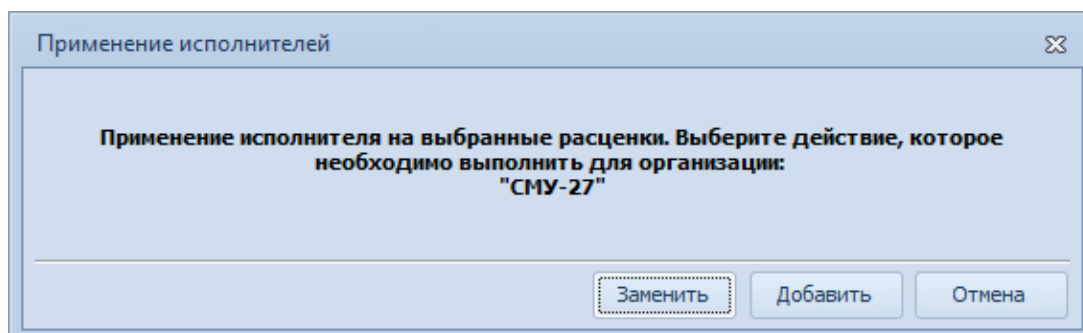 Применение исполнителей
Применение исполнителя на выбранные расценки. Выберите действие, которое
необходимо выполнить для организации:
"СМУ-27"
Заменить Добавить Отмена